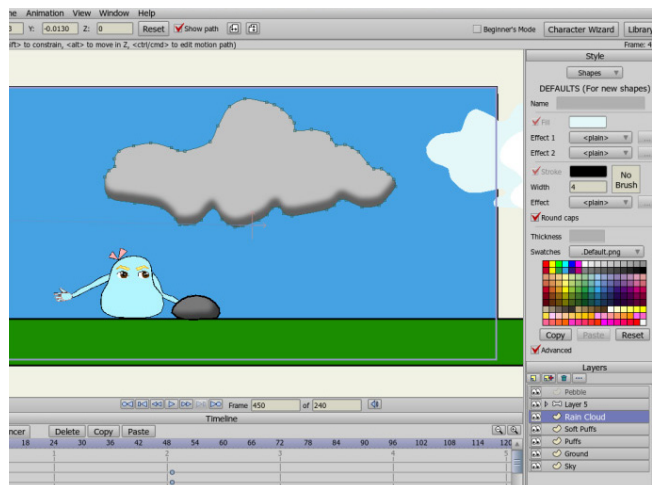 Animation View Window Help
Y: -0.0130 Z: 0 Reset Show path Beginner's Mode Character Wizard Library
to constrain, <alt> to move in Z, <ctrl/cmd> to edit motion path) Frame: 4
Style
Shapes
DEFAULTS (For new shapes)
Name
Fill
Effect 1 <plain>
Effect 2 <plain>
Stroke
No
Width 4
Brush
Effect <plain>
Round caps
Thickness
Swatches .Default.png
Copy Paste Reset
Advanced
Layers
Pebble
Layer 5
Rain Cloud
Soft Puffs
Puffs
Ground
Sky
Frame 450 of 240
Timeline
Delete Copy Paste
18 24 30 36 42 48 54 60 66 72 78 84 90 96 102 108 114 120
1 2 3 4 5